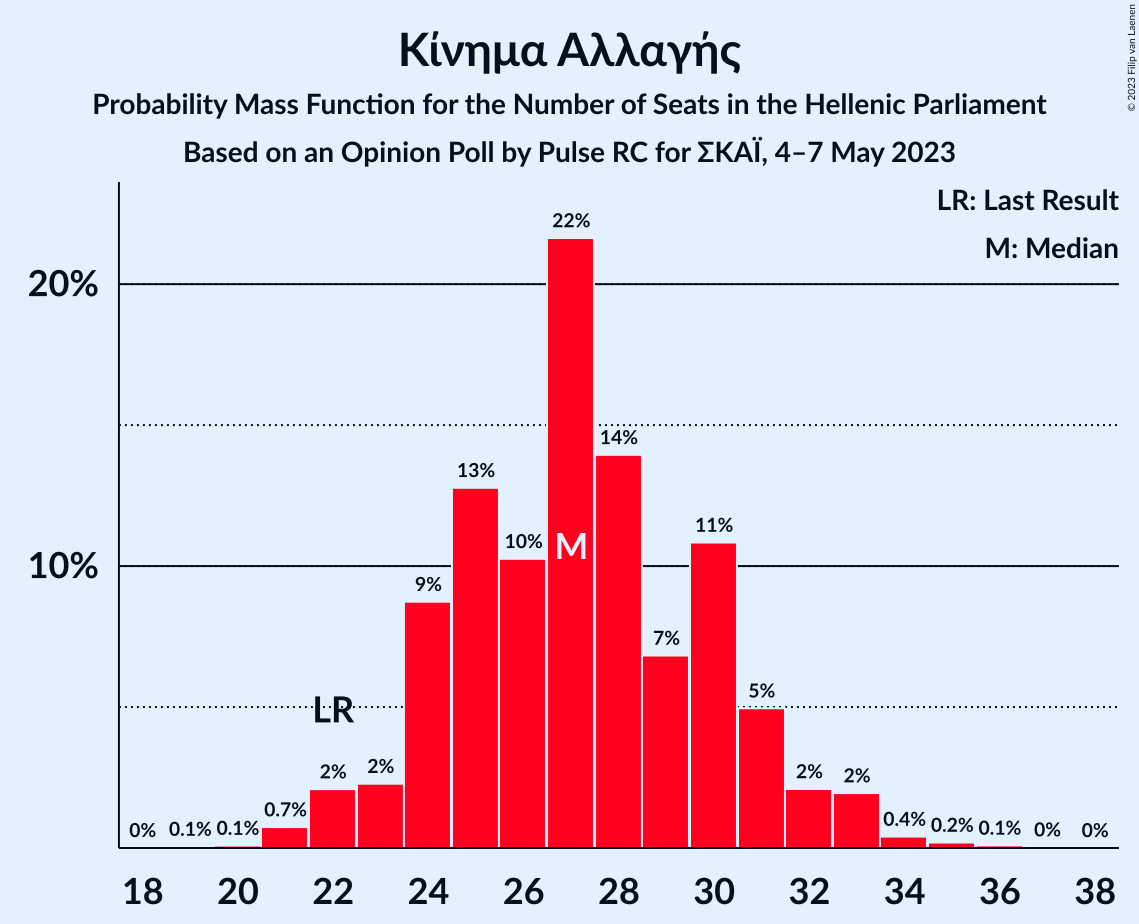 Κίνημα Αλλαγής
Probability Mass Function for the Number of Seats in the Hellenic Parliament
Based on an Opinion Poll by Pulse RC for ΣΚΑΪ, 4–7 May 2023
© 2023 Filip van Laenen
LR: Last Result
M: Median
20%
10%
0%
0.1%
0.1%
0.7%
2%
2%
9%
13%
10%
22%
14%
7%
11%
5%
2%
2%
0.4%
0.2%
0.1%
0%
0%
LR
M
18 20 22 24 26 28 30 32 34 36 38